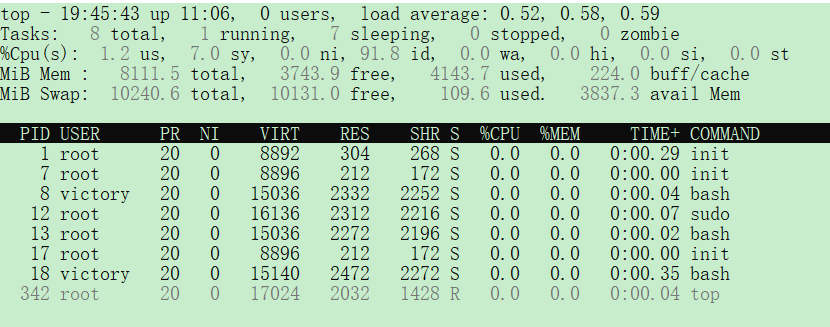 top - 19:45:43 up 11:06,  0 users,  load average: 0.52, 0.58, 0.59
Tasks:   8 total,   1 running,   7 sleeping,   0 stopped,   0 zombie
%Cpu(s):  1.2 us,  7.0 sy,  0.0 ni, 91.8 id,  0.0 wa,  0.0 hi,  0.0 si,  0.0 st
MiB Mem :   8111.5 total,   3743.9 free,   4143.7 used,    224.0 buff/cache
MiB Swap:  10240.6 total,  10131.0 free,    109.6 used.   3837.3 avail Mem
PID USER      PR  NI    VIRT    RES    SHR S  %CPU  %MEM     TIME+ COMMAND
1 root      20   0    8892    304    268 S   0.0   0.0   0:00.29 init
7 root      20   0    8896    212    172 S   0.0   0.0   0:00.00 init
8 victory   20   0   15036   2332   2252 S   0.0   0.0   0:00.04 bash
12 root      20   0   16136   2312   2216 S   0.0   0.0   0:00.07 sudo
13 root      20   0   15036   2272   2196 S   0.0   0.0   0:00.02 bash
17 root      20   0    8896    212    172 S   0.0   0.0   0:00.00 init
18 victory   20   0   15140   2472   2272 S   0.0   0.0   0:00.35 bash
342 root      20   0   17024   2032   1428 R   0.0   0.0   0:00.04 top